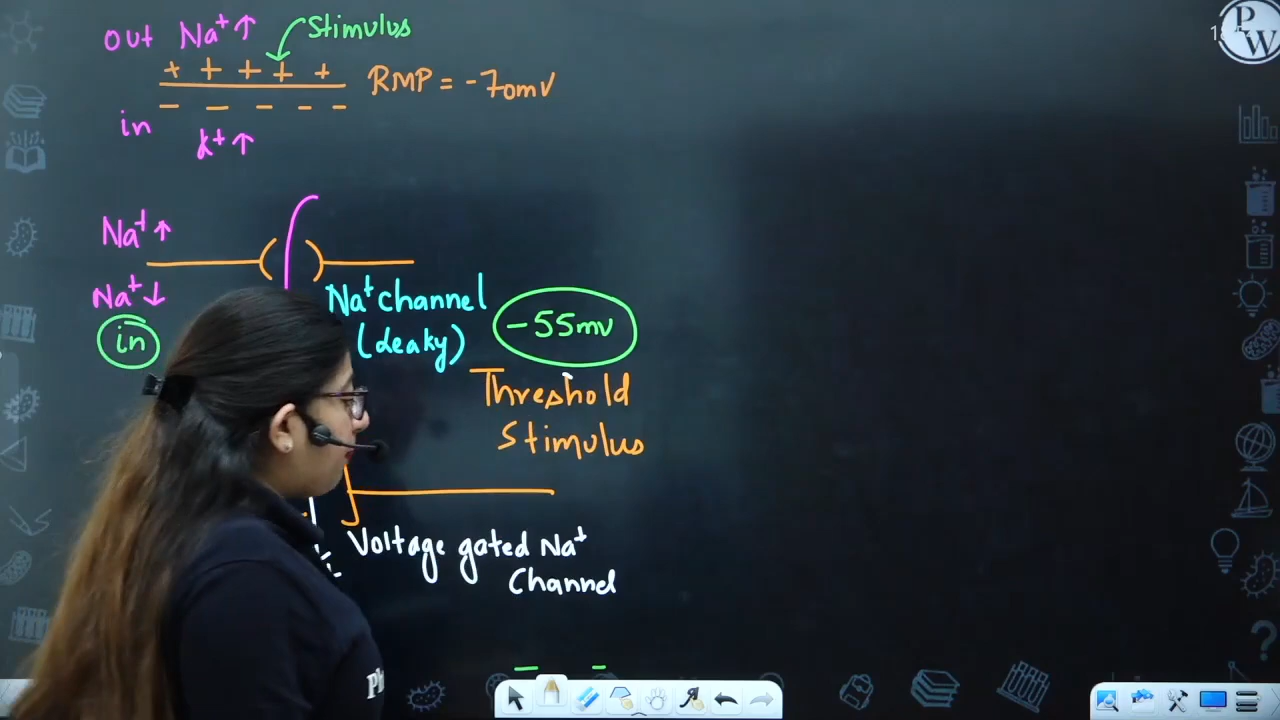 out Na⁺↑ Stimulus
+ + + + + RMP = -70mV
- - - - -
in
K⁺↑
Na⁺↑
Na⁺↓
in
Na⁺ channel
(leaky)
-55mv
Threshold
Stimulus
Voltage gated Na⁺
Channel
P
W